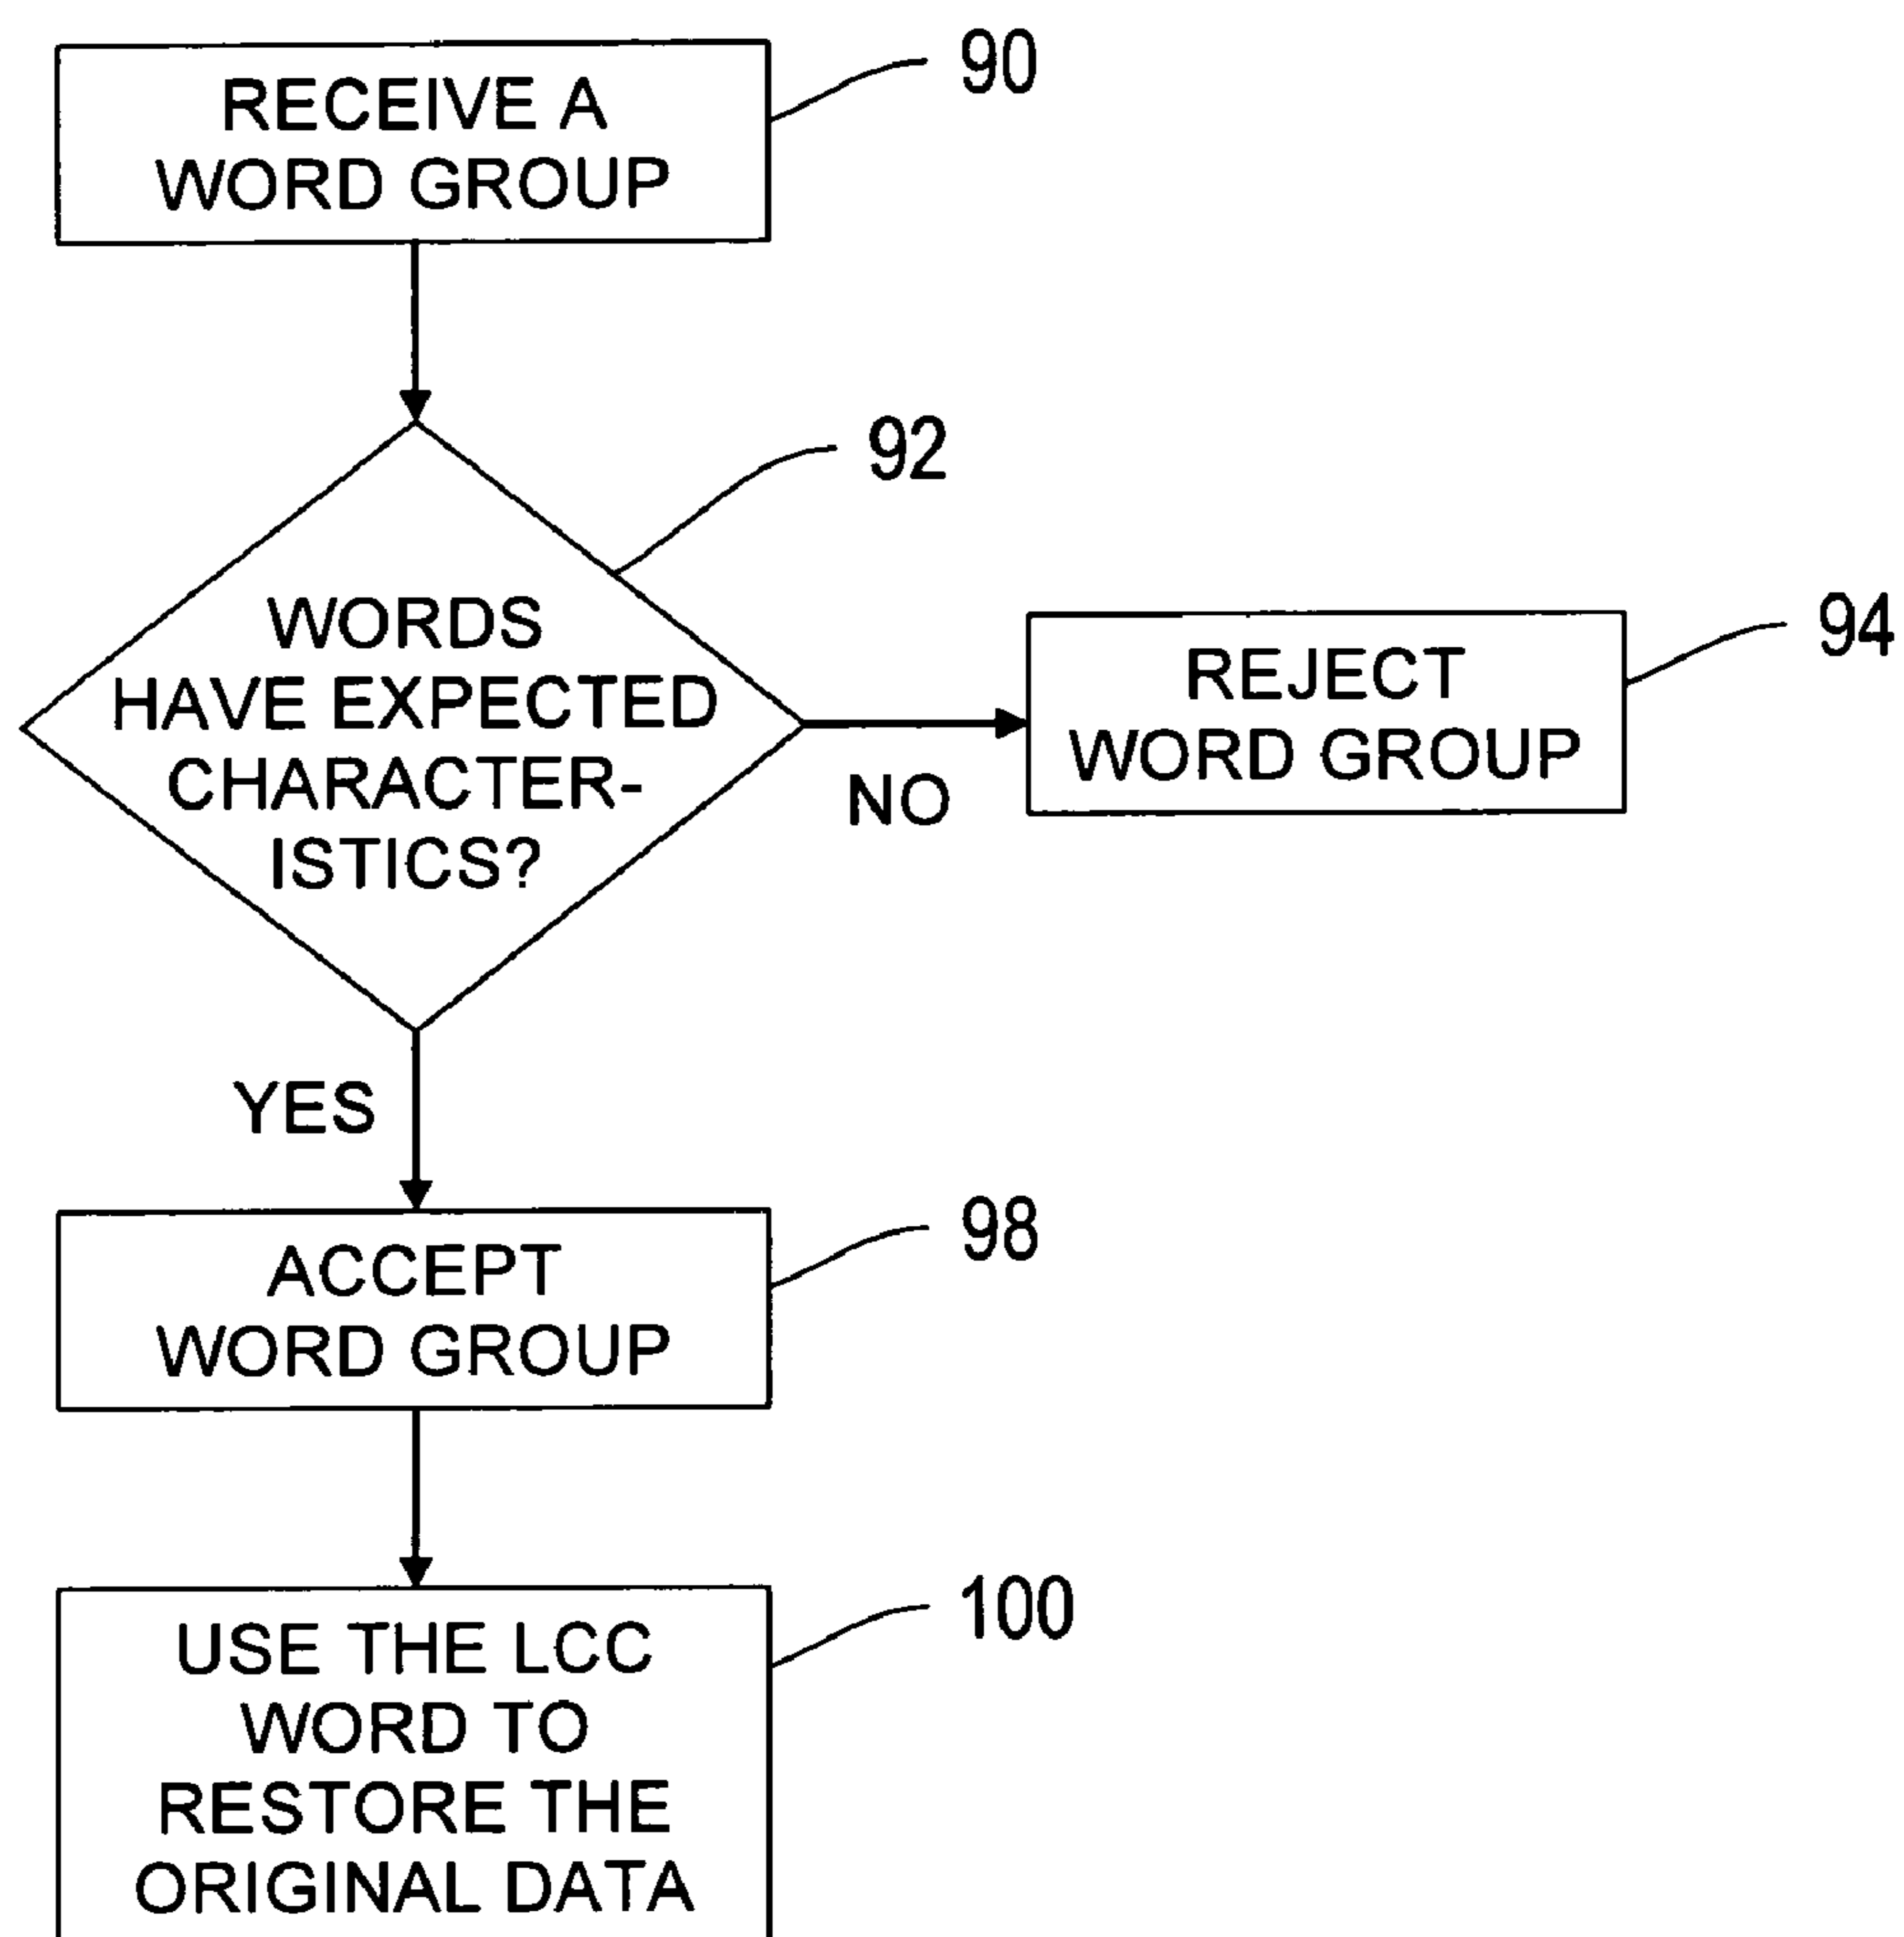 RECEIVE A
WORD GROUP
90
92
WORDS
HAVE EXPECTED
CHARACTER-
ISTICS?
NO
REJECT
WORD GROUP
94
YES
ACCEPT
WORD GROUP
98
USE THE LCC
WORD TO
RESTORE THE
ORIGINAL DATA
100